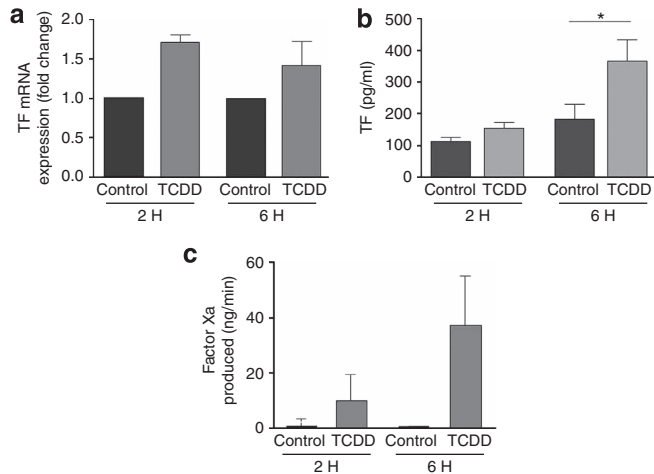 a
TF mRNA
expression (fold change)
2.0
1.5
1.0
0.5
0.0
Control TCDD Control TCDD
2 H 6 H
b
TF (pg/ml)
500
400
300
200
100
0
*
Control TCDD Control TCDD
2 H 6 H
c
Factor Xa
produced (ng/min)
60
40
20
0
Control TCDD Control TCDD
2 H 6 H